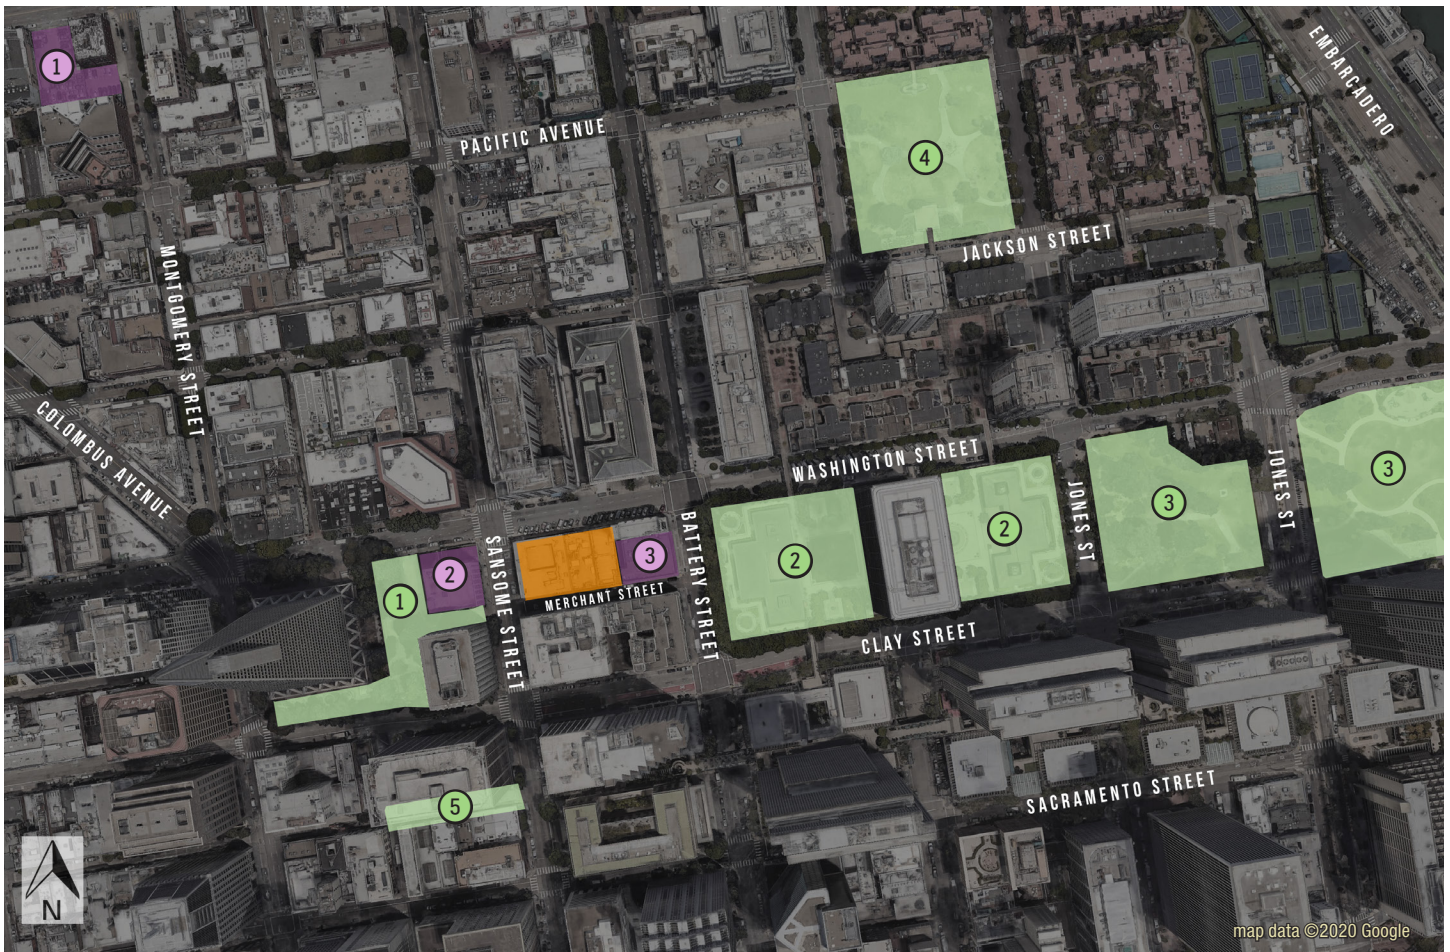 EMBARCADERO
1
PACIFIC AVENUE
4
JACKSON STREET
MONTGOMERY STREET
COLOMBUS AVENUE
WASHINGTON STREET
3
JONES ST
JONES ST
3
2
2
BATTERY STREET
3
SANSOME STREET
2
1
MERCHANT STREET
CLAY STREET
SACRAMENTO STREET
5
N
map data ©2020 Google